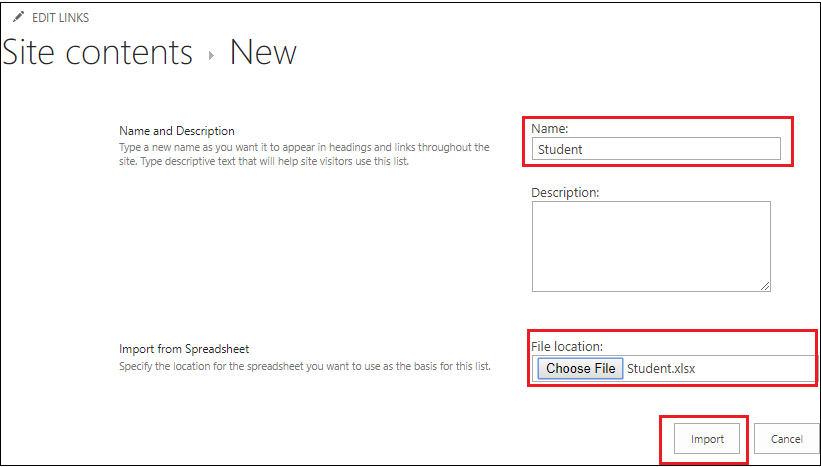 EDIT LINKS
Site contents New
Name and Description
Type a new name as you want it to appear in headings and links throughout the
site. Type descriptive text that will help site visitors use this list.
Name:
Student
Description:
Import from Spreadsheet
Specify the location for the spreadsheet you want to use as the basis for this list.
File location:
Choose File Student.xlsx
Import Cancel